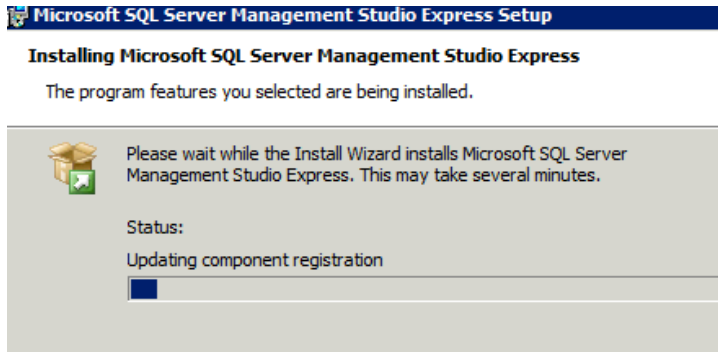 Microsoft SQL Server Management Studio Express Setup
Installing Microsoft SQL Server Management Studio Express
The program features you selected are being installed.
Please wait while the Install Wizard installs Microsoft SQL Server
Management Studio Express. This may take several minutes.
Status:
Updating component registration